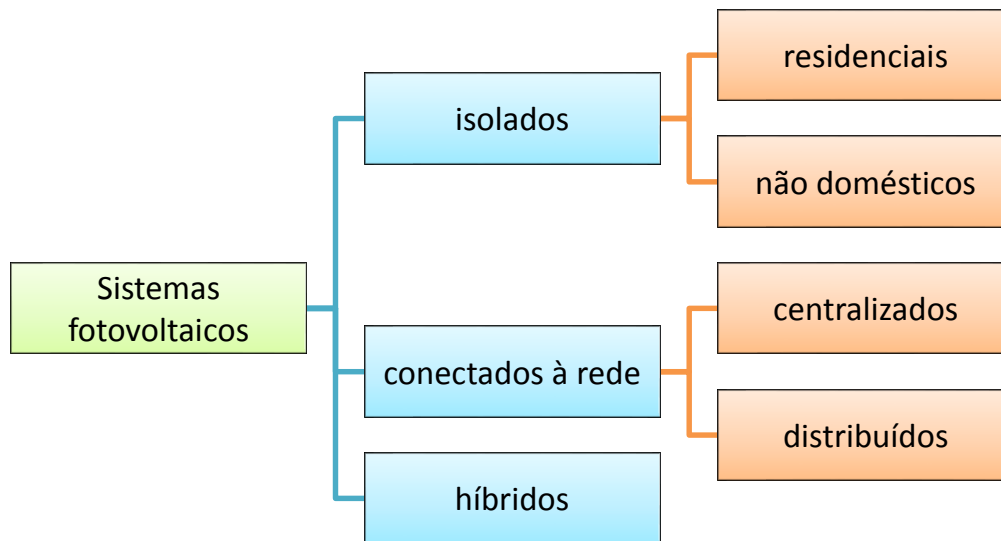 Sistemas
fotovoltaicos
isolados
residenciais
não domésticos
conectados à rede
centralizados
distribuídos
híbridos